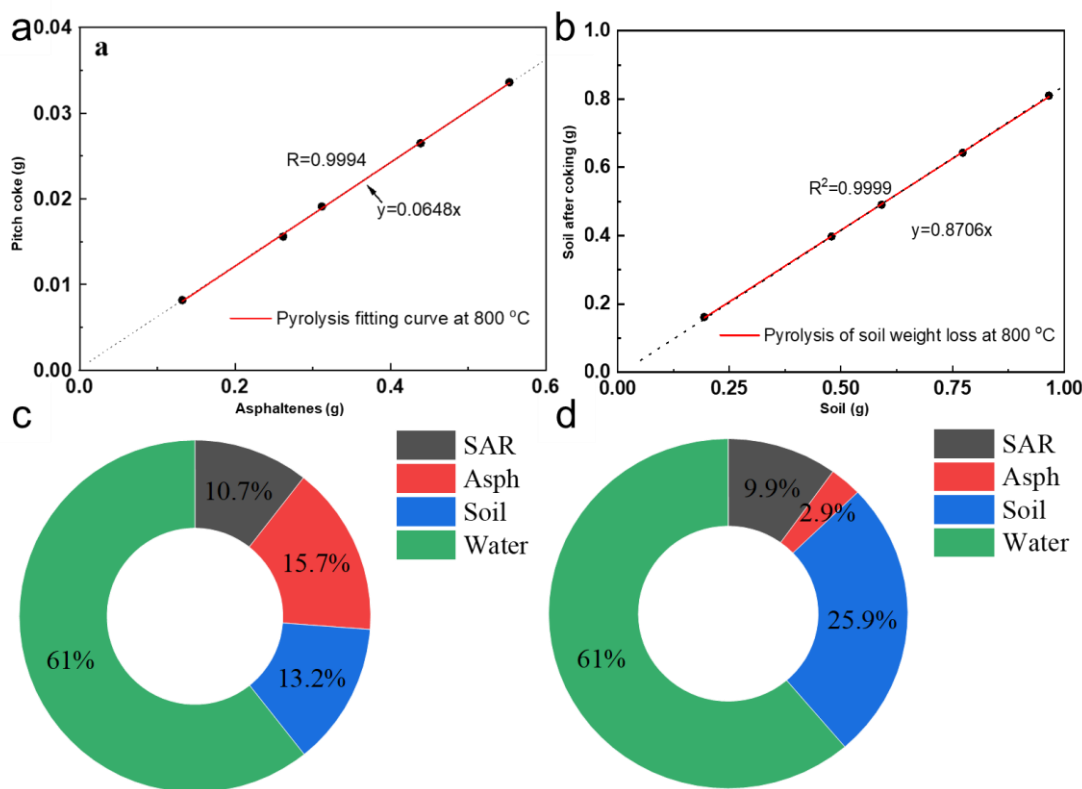 a
a
0.04
0.03
0.02
0.01
0.00
Pitch coke (g)
R=0.9994
y=0.0648x
Pyrolysis fitting curve at 800 °C
0.0
0.2
0.4
0.6
Asphaltenes (g)
b
1.0
0.8
0.6
0.4
0.2
0.0
Soil after coking (g)
R²=0.9999
y=0.8706x
Pyrolysis of soil weight loss at 800 °C
0.00
0.25
0.50
0.75
1.00
Soil (g)
c
SAR
Asph
Soil
Water
10.7%
15.7%
13.2%
61%
d
SAR
Asph
Soil
Water
9.9%
2.9%
25.9%
61%